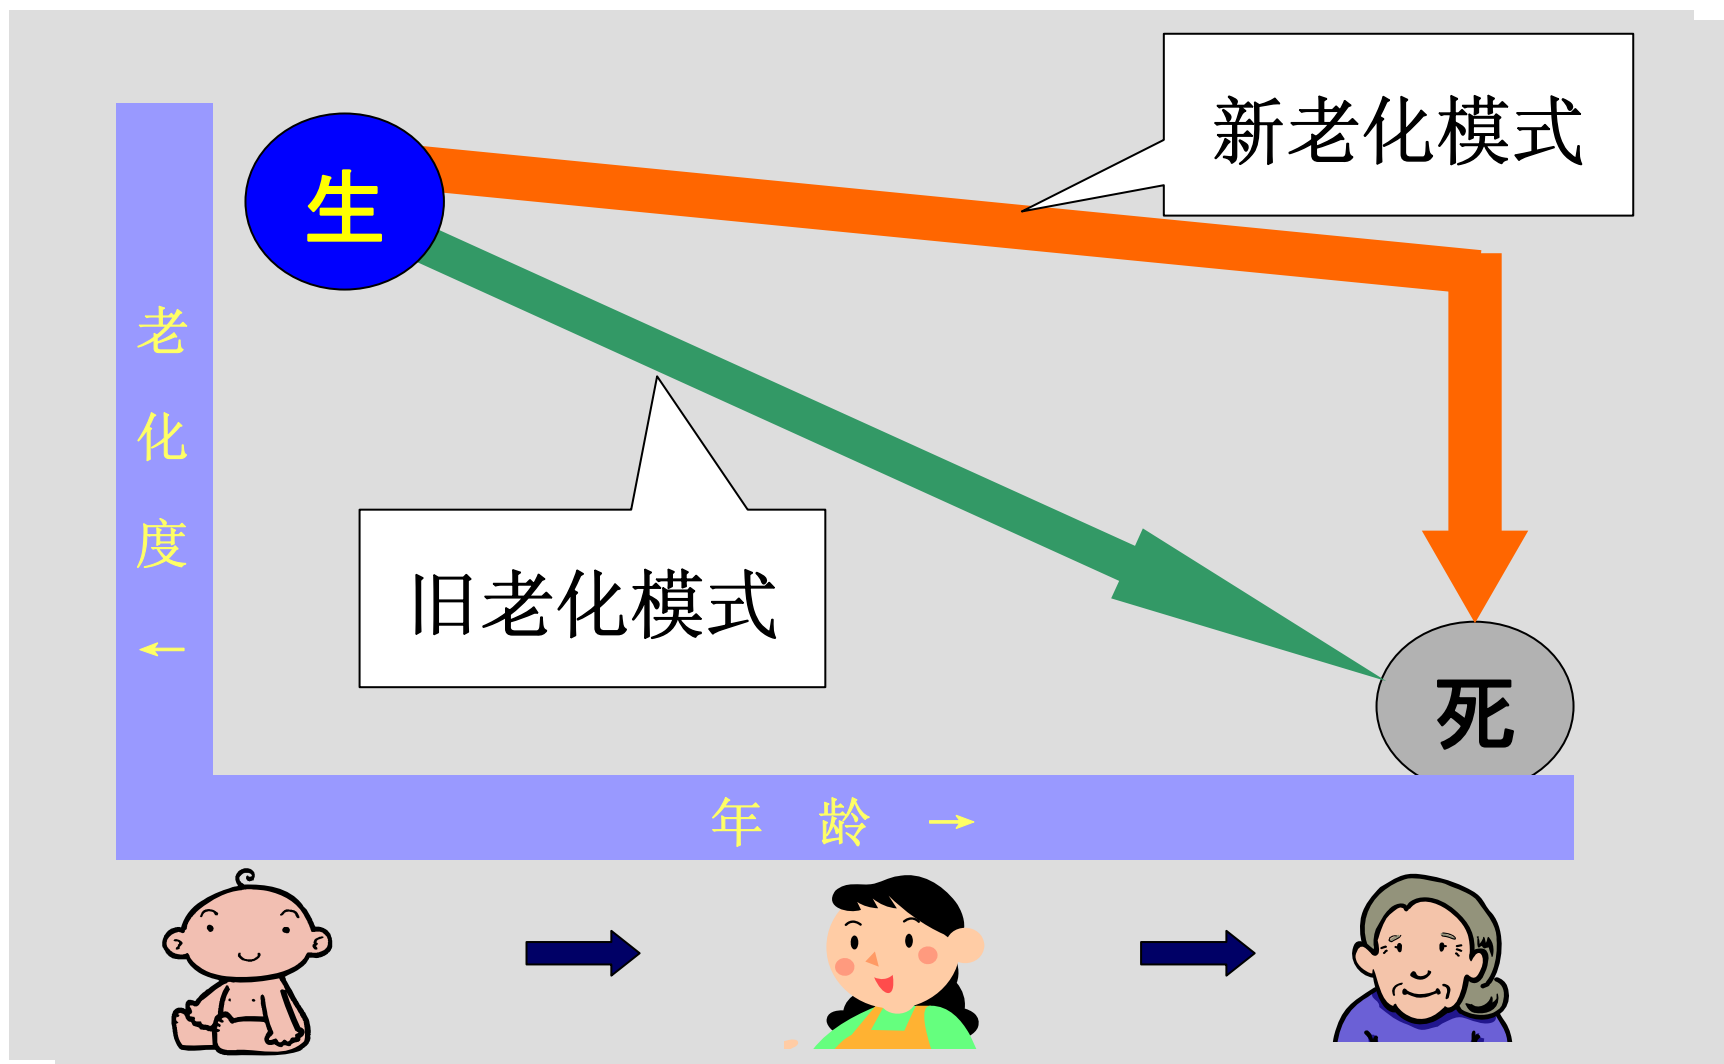 新老化模式
生
老
化
度
←
旧老化模式
死
年 龄 →